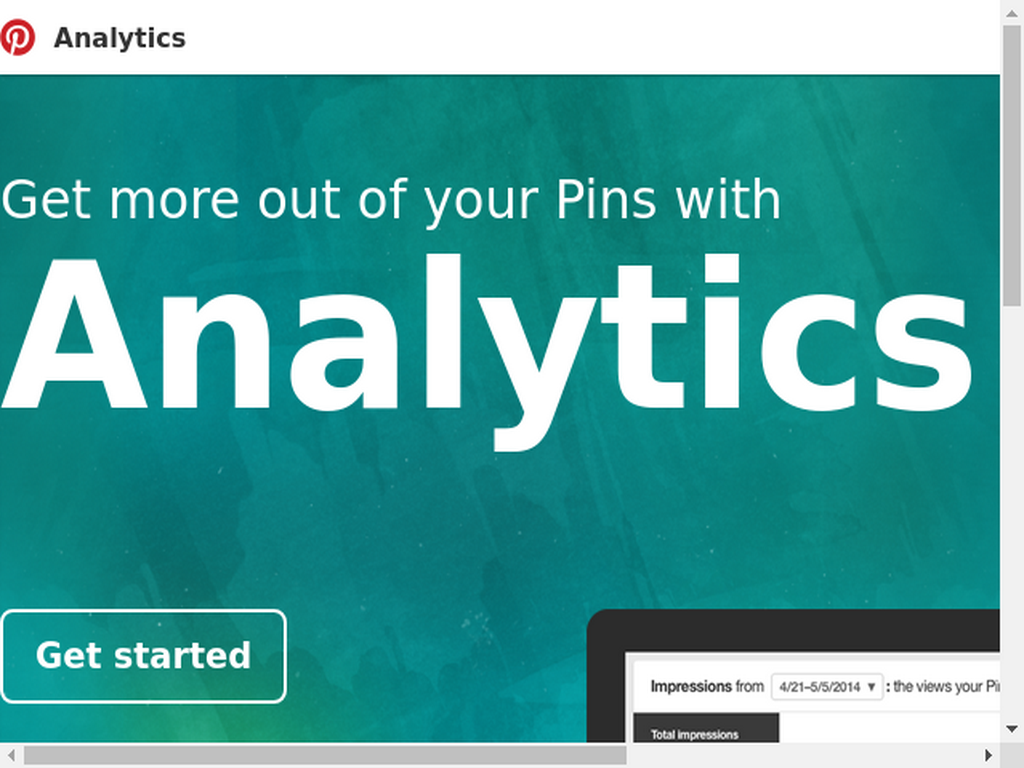 Analytics
Get more out of your Pins with
Analytics
Get started
Impressions from 4/21–5/5/2014 ▼ : the views your
Total impressions